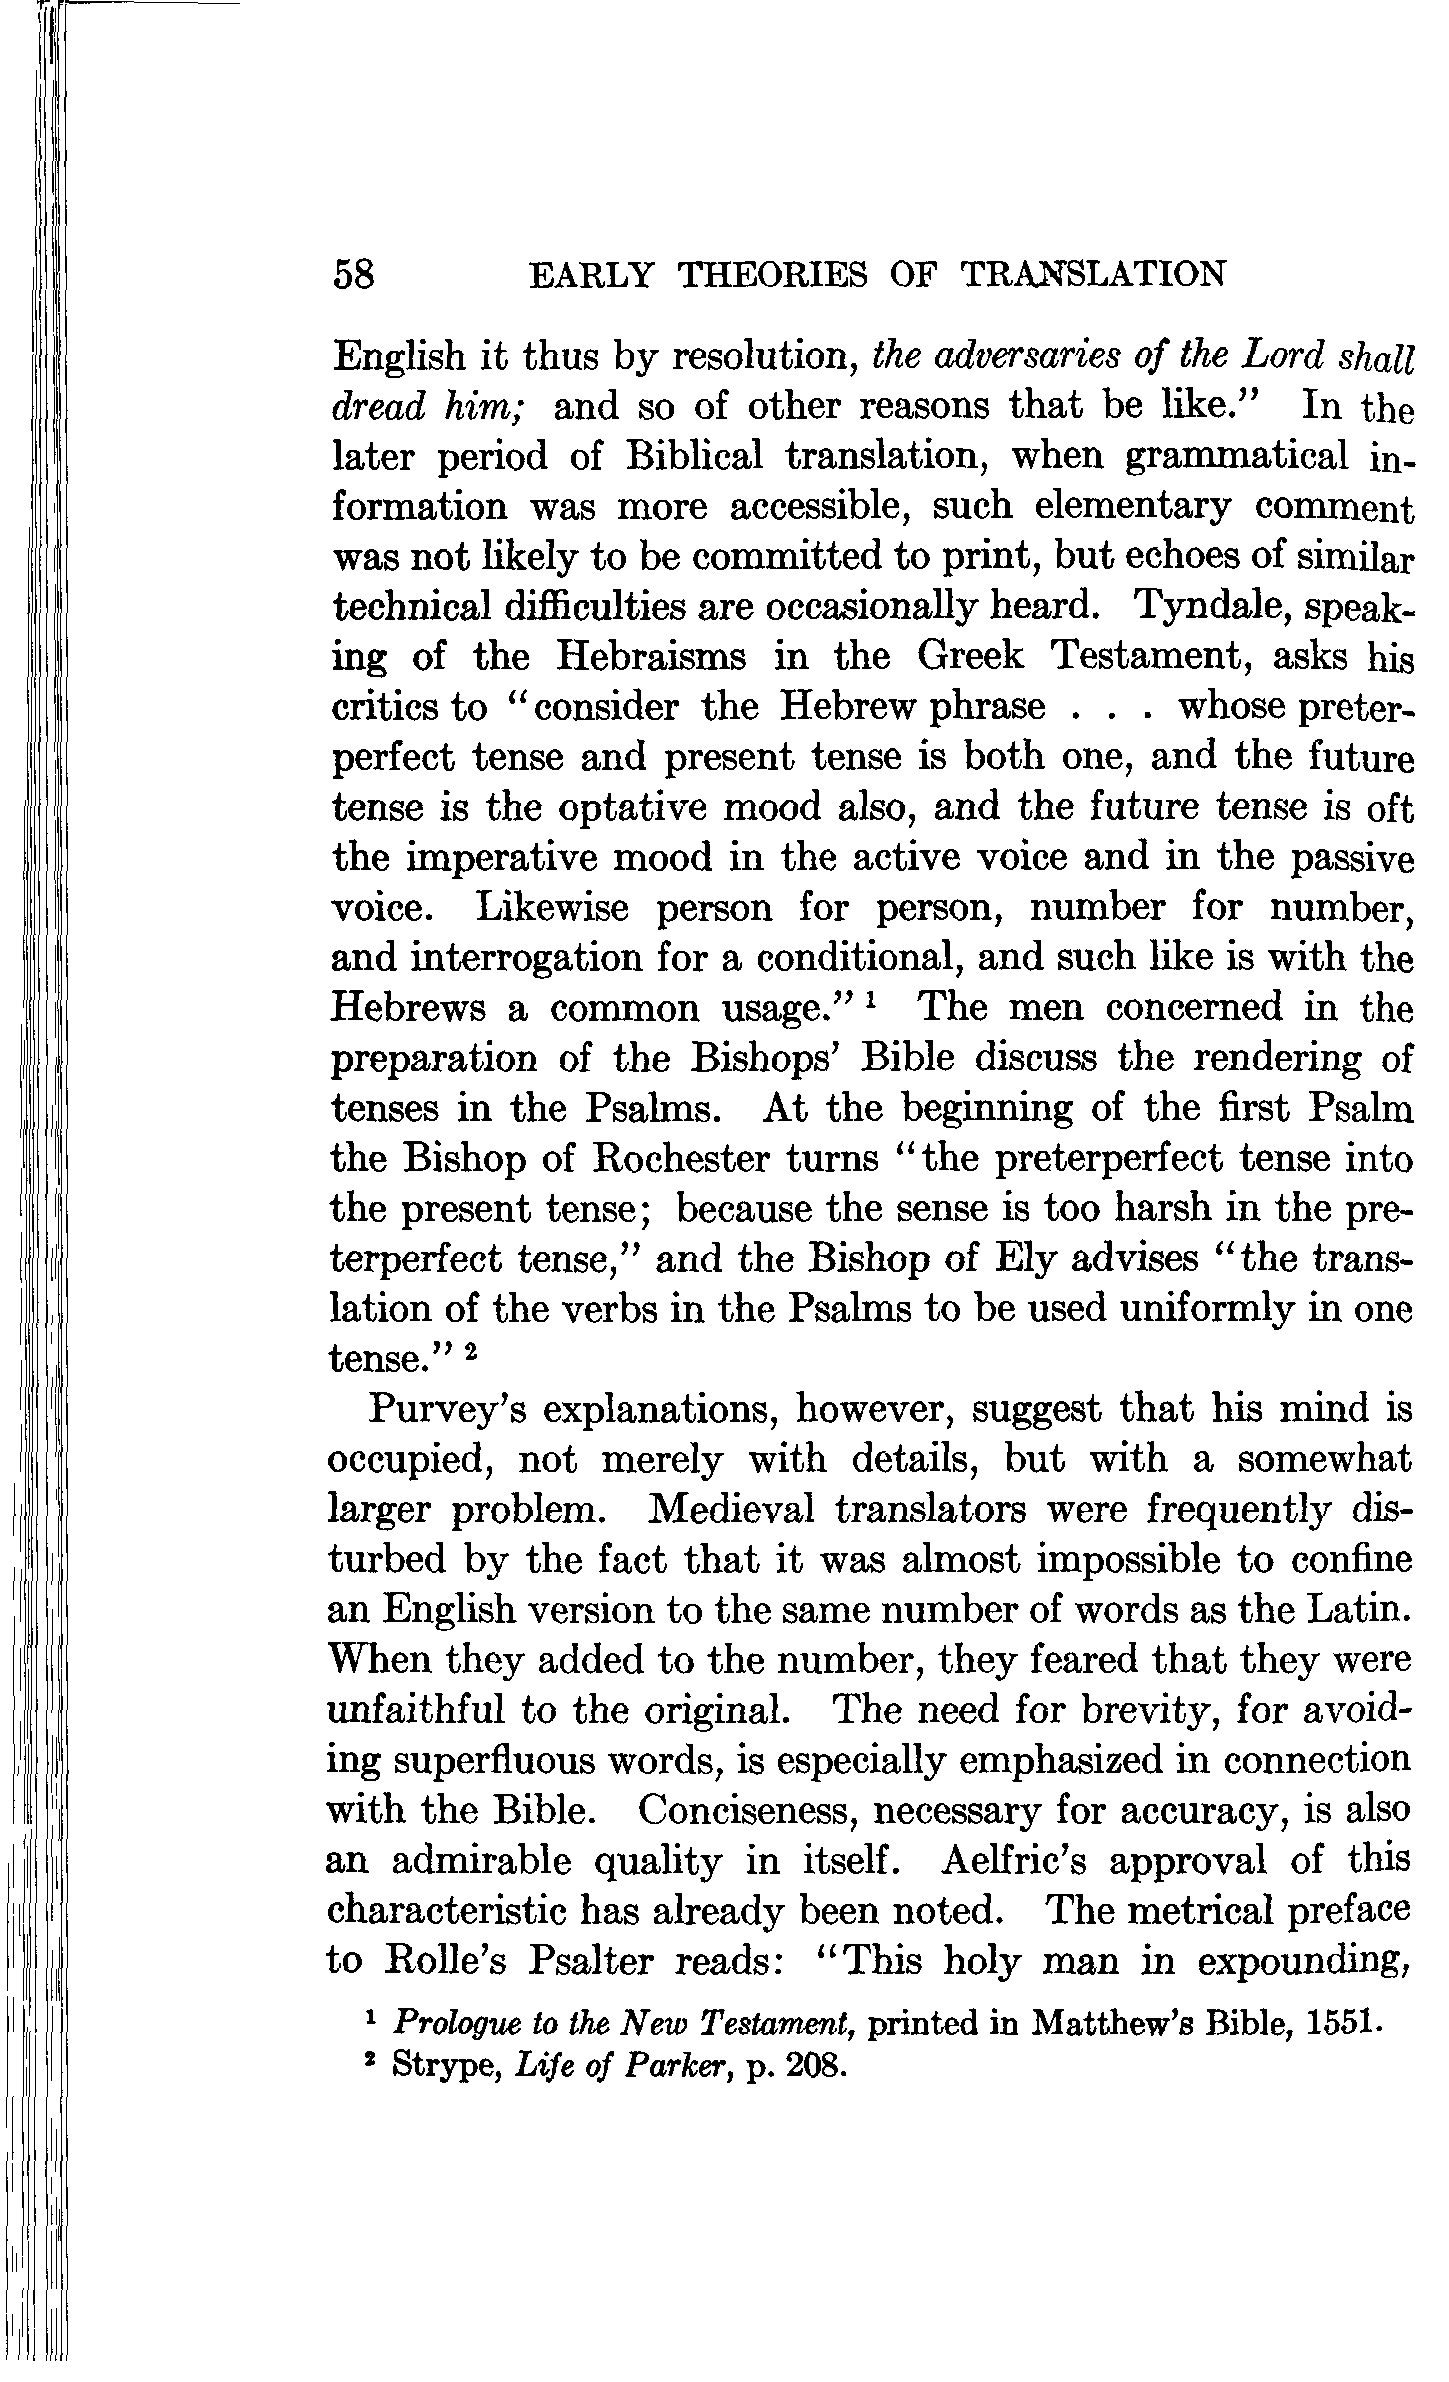 58 EARLY THEORIES OF TRANSLATION
English it thus by resolution, the adversaries of the Lord shall
dread him; and so of other reasons that be like.” In the
later period of Biblical translation, when grammatical in-
formation was more accessible, such elementary comment
was not likely to be committed to print, but echoes of similar
technical difficulties are occasionally heard. Tyndale, speak-
ing of the Hebraisms in the Greek Testament, asks his
critics to “consider the Hebrew phrase . . . whose preter-
perfect tense and present tense is both one, and the future
tense is the optative mood also, and the future tense is oft
the imperative mood in the active voice and in the passive
voice. Likewise person for person, number for number,
and interrogation for a conditional, and such like is with the
Hebrews a common usage.” ¹ The men concerned in the
preparation of the Bishops’ Bible discuss the rendering of
tenses in the Psalms. At the beginning of the first Psalm
the Bishop of Rochester turns “the preterperfect tense into
the present tense; because the sense is too harsh in the pre-
terperfect tense,” and the Bishop of Ely advises “the trans-
lation of the verbs in the Psalms to be used uniformly in one
tense.” ²
Purvey’s explanations, however, suggest that his mind is
occupied, not merely with details, but with a somewhat
larger problem. Medieval translators were frequently dis-
turbed by the fact that it was almost impossible to confine
an English version to the same number of words as the Latin.
When they added to the number, they feared that they were
unfaithful to the original. The need for brevity, for avoid-
ing superfluous words, is especially emphasized in connection
with the Bible. Conciseness, necessary for accuracy, is also
an admirable quality in itself. Aelfric’s approval of this
characteristic has already been noted. The metrical preface
to Rolle’s Psalter reads: “This holy man in expounding,
¹ Prologue to the New Testament, printed in Matthew’s Bible, 1551.
² Strype, Life of Parker, p. 208.